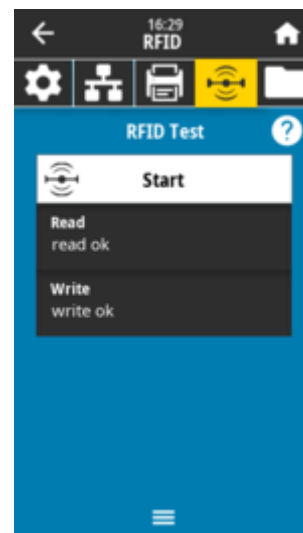 16:29
RFID
RFID Test
?
Start
Read
read ok
Write
write ok